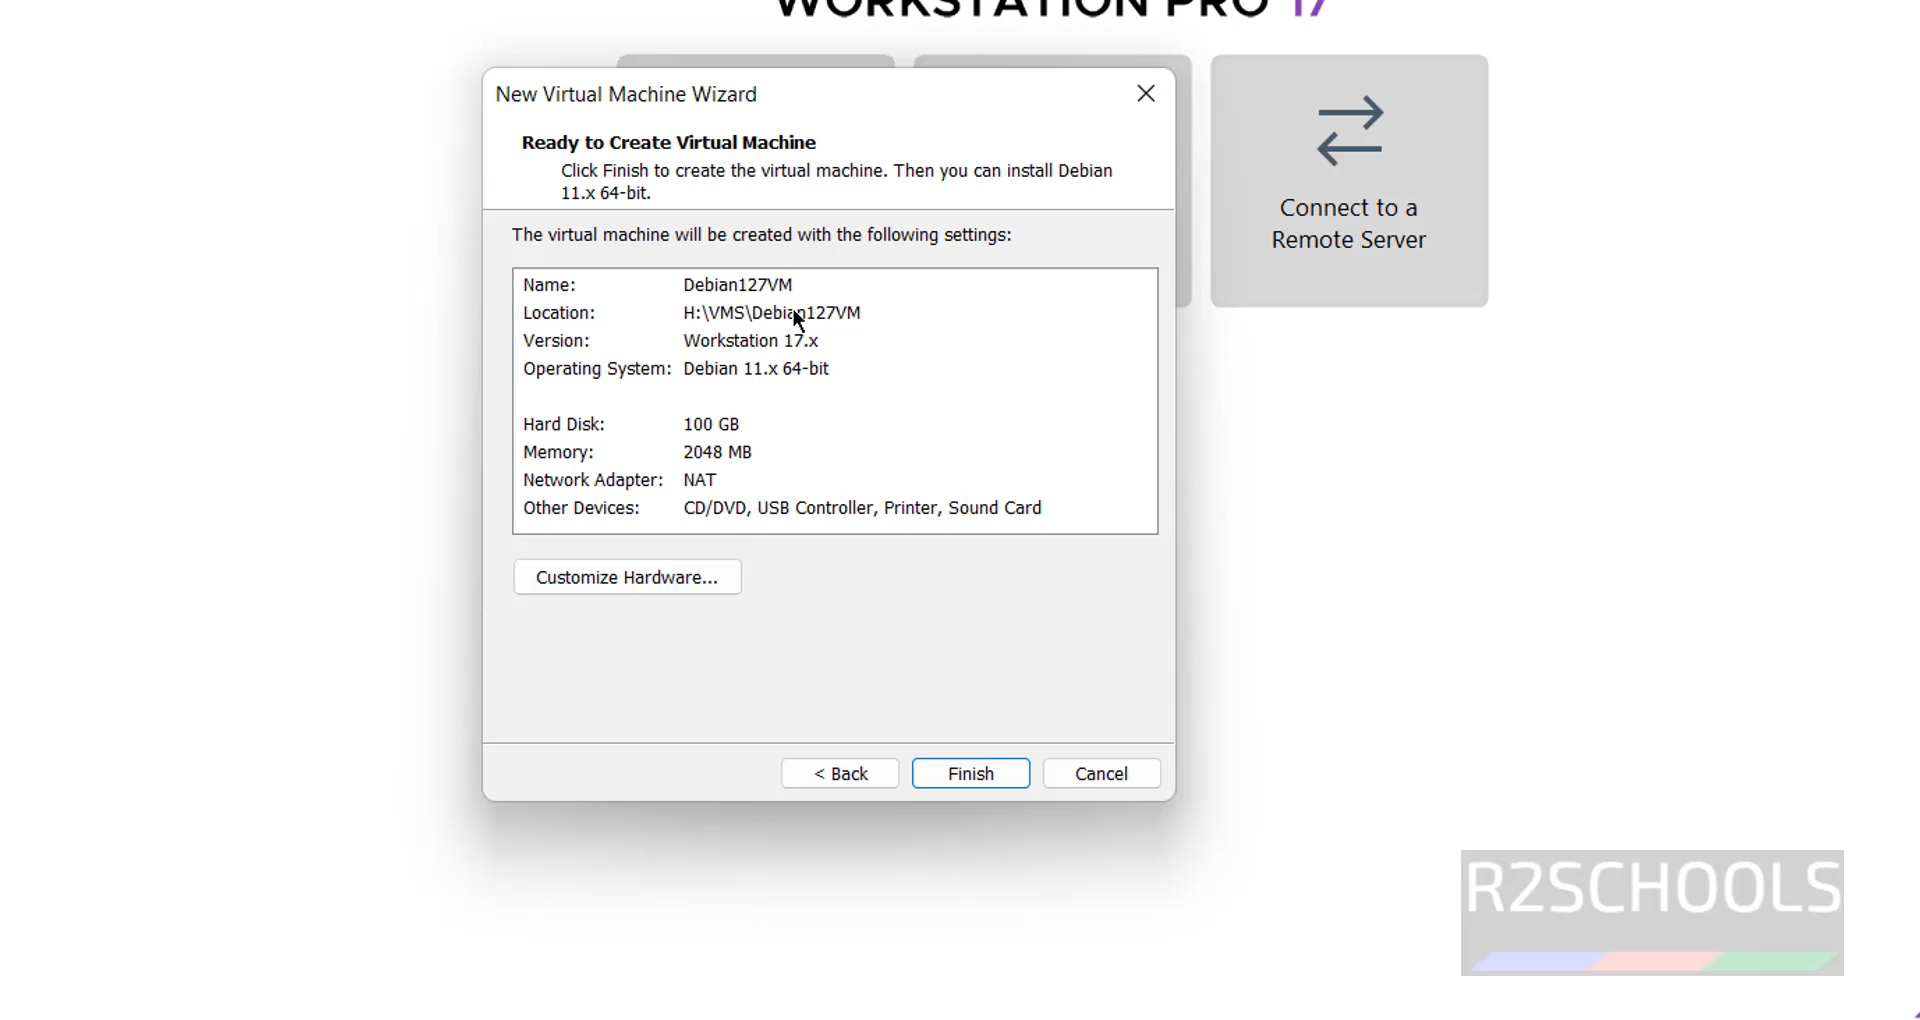 WORKSTATION PRO 17
New Virtual Machine Wizard
Ready to Create Virtual Machine
Click Finish to create the virtual machine. Then you can install Debian
11.x 64-bit.
The virtual machine will be created with the following settings:
Name: Debian127VM
Location: H:\VMS\Debian127VM
Version: Workstation 17.x
Operating System: Debian 11.x 64-bit
Hard Disk: 100 GB
Memory: 2048 MB
Network Adapter: NAT
Other Devices: CD/DVD, USB Controller, Printer, Sound Card
Customize Hardware...
< Back Finish Cancel
Connect to a
Remote Server
R2SCHOOLS